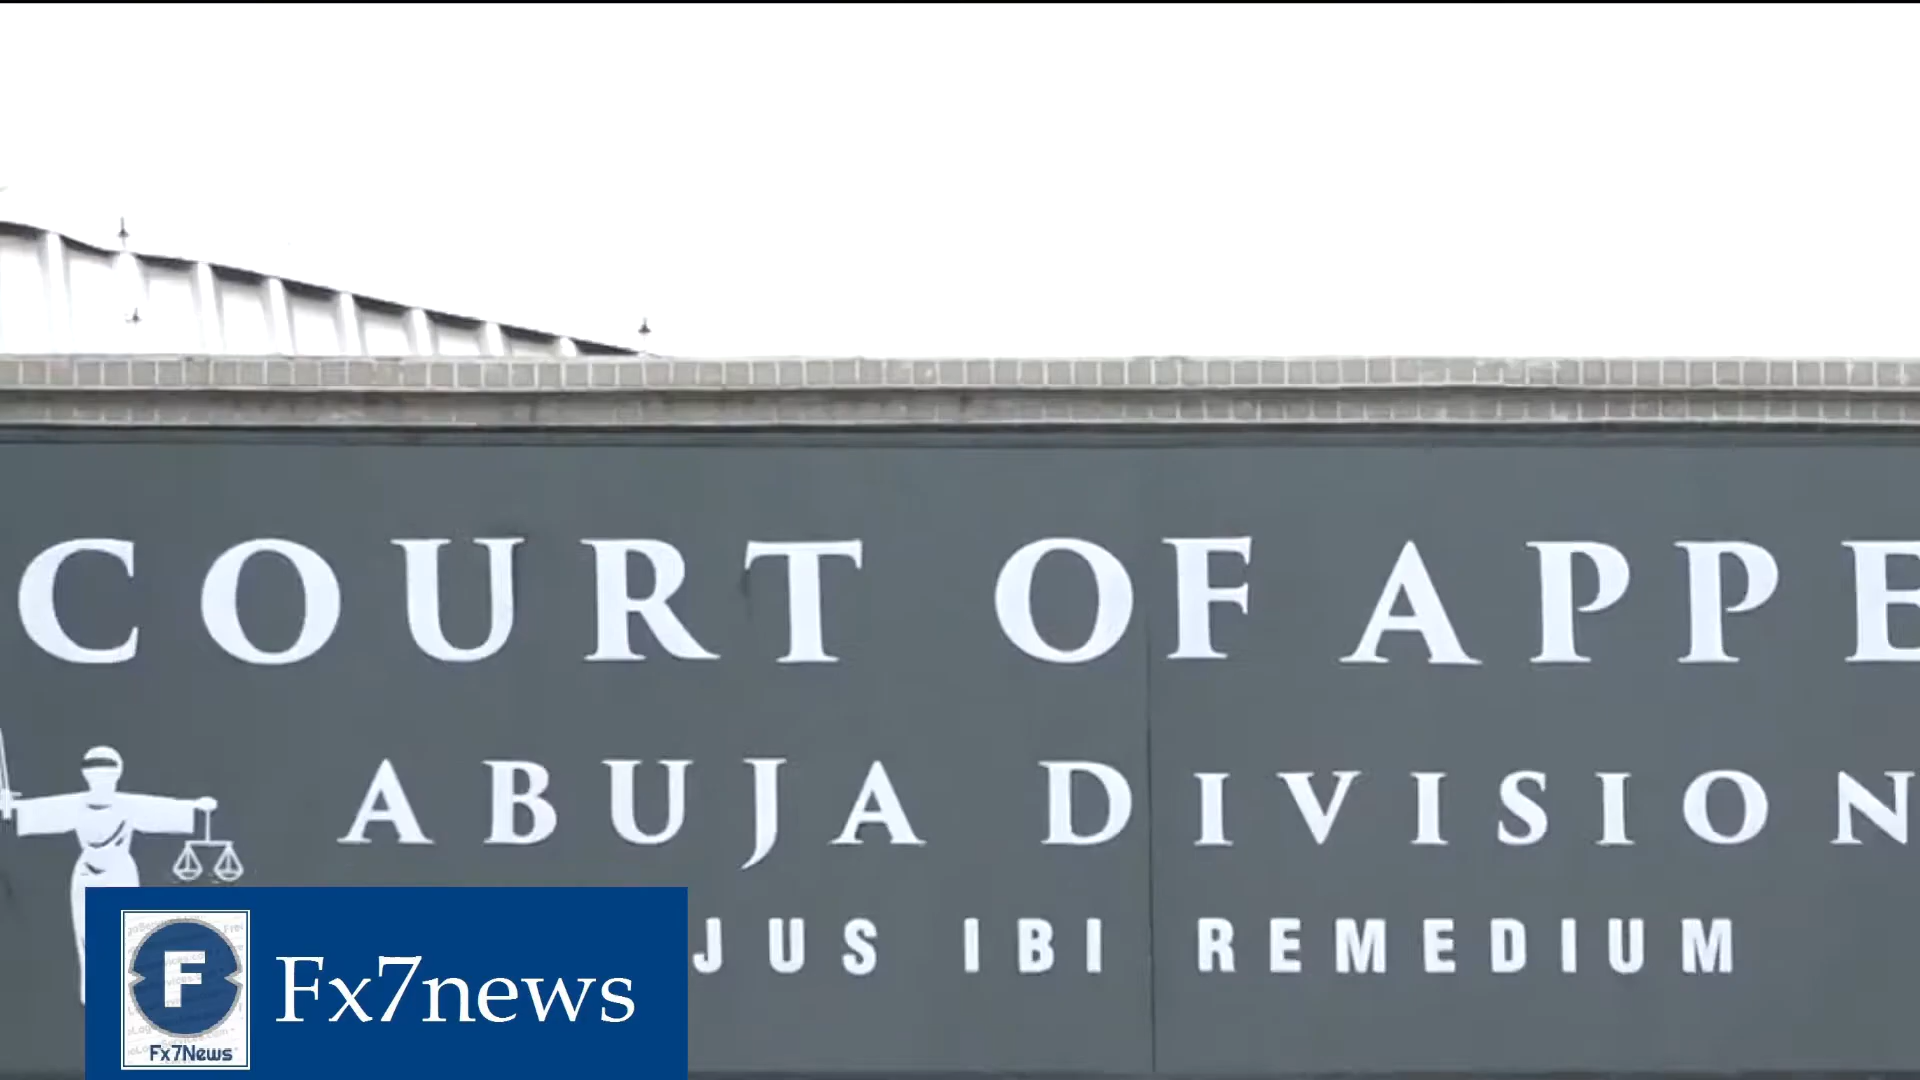 COURT OF APPE
ABUJA DIVISION
JUS IBI REMEDIUM
Fx7news
F
Fx7News